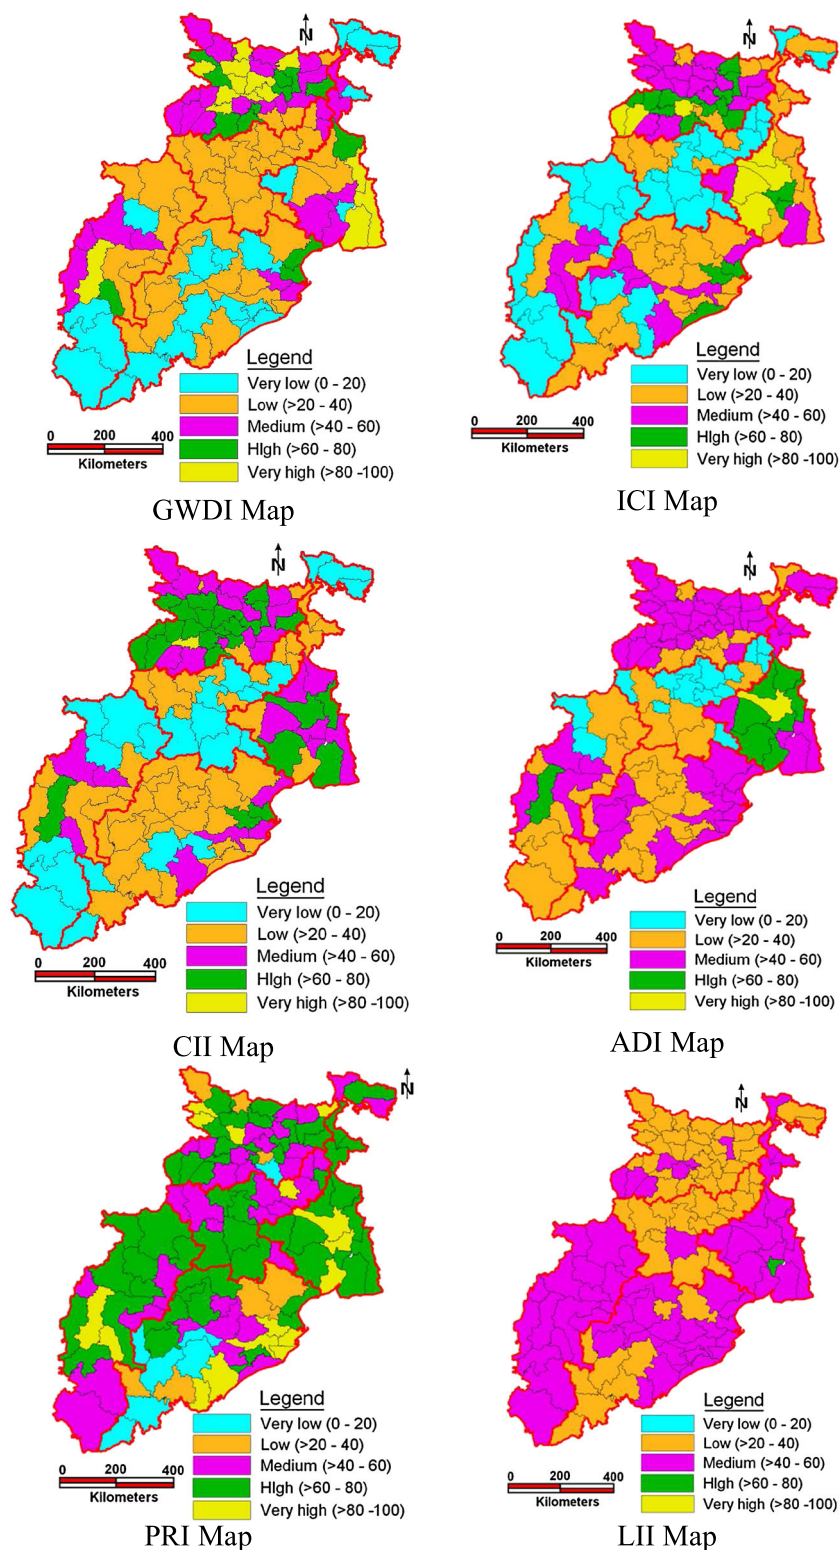 N
N
Legend
Very low (0 - 20)
Low (>20 - 40)
Medium (>40 - 60)
HIgh (>60 - 80)
Very high (>80 -100)
0 200 400
Kilometers
GWDI Map
Legend
Very low (0 - 20)
Low (>20 - 40)
Medium (>40 - 60)
HIgh (>60 - 80)
Very high (>80 -100)
0 200 400
Kilometers
ICI Map
N
N
Legend
Very low (0 - 20)
Low (>20 - 40)
Medium (>40 - 60)
HIgh (>60 - 80)
Very high (>80 -100)
0 200 400
Kilometers
CII Map
Legend
Very low (0 - 20)
Low (>20 - 40)
Medium (>40 - 60)
HIgh (>60 - 80)
Very high (>80 -100)
0 200 400
Kilometers
ADI Map
N
N
Legend
Very low (0 - 20)
Low (>20 - 40)
Medium (>40 - 60)
HIgh (>60 - 80)
Very high (>80 -100)
0 200 400
Kilometers
PRI Map
Legend
Very low (0 - 20)
Low (>20 - 40)
Medium (>40 - 60)
HIgh (>60 - 80)
Very high (>80 -100)
0 200 400
Kilometers
LII Map